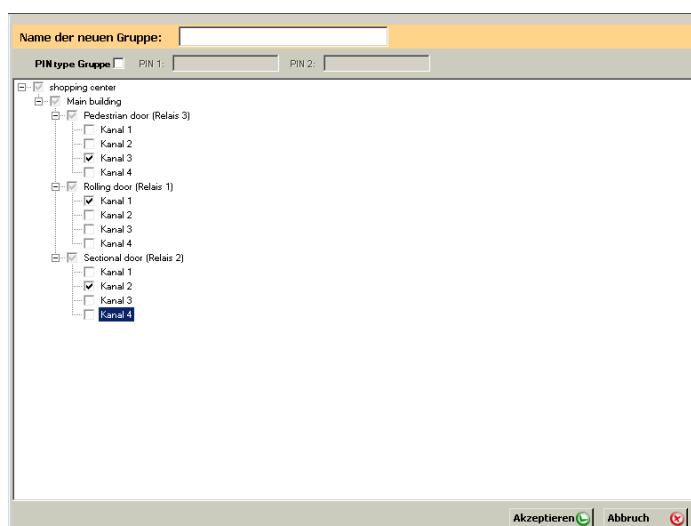 Name der neuen Gruppe:
PIN type Gruppe PIN 1: PIN 2:
shopping center
Main building
Pedestrian door (Relais 3)
Kanal 1
Kanal 2
Kanal 3
Kanal 4
Rolling door (Relais 1)
Kanal 1
Kanal 2
Kanal 3
Kanal 4
Sectional door (Relais 2)
Kanal 1
Kanal 2
Kanal 3
Kanal 4
Akzeptieren Abbruch